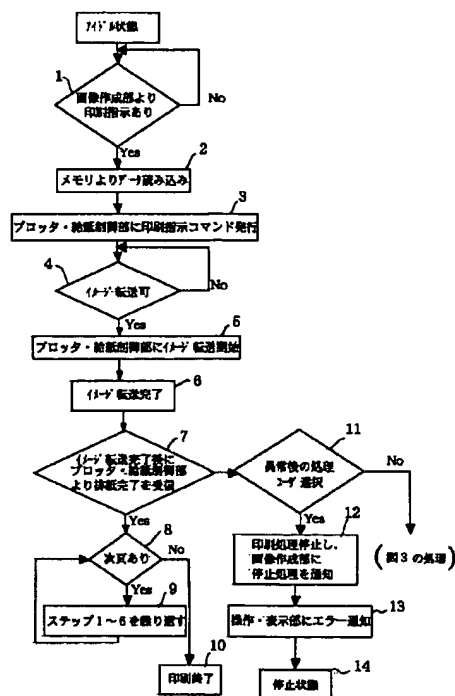 アイドル状態
1
画像作成部より
印刷指示あり
No
Yes
2
メモリよりデータ読み込み
3
プロッタ・給紙制御部に印刷指示コマンド発行
4
イメージ転送可
No
Yes
5
プロッタ・給紙制御部にイメージ転送開始
6
イメージ転送完了
7
イメージ転送完了後に
プロッタ・給紙制御部
より排紙完了を受信
11
異常後の処理
コード選択
No
Yes
Yes
8
次頁あり
No
Yes
9
ステップ1~6を繰り返す
10
印刷終了
12
印刷処理停止し、
画像作成部に
停止処理を通知
(図3の処理)
13
操作・表示部にエラー通知
14
停止状態